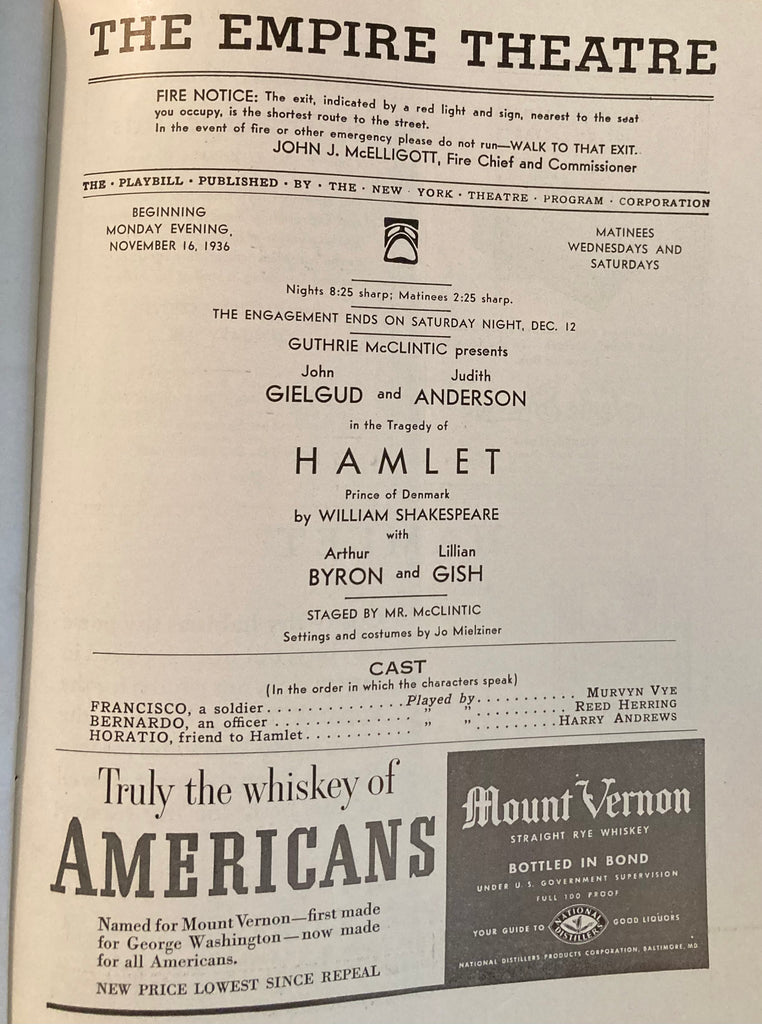 THE EMPIRE THEATRE
FIRE NOTICE: The exit, indicated by a red light and sign, nearest to the seat
you occupy, is the shortest route to the street.
In the event of fire or other emergency please do not run—WALK TO THAT EXIT.
JOHN J. McELLIGOTT, Fire Chief and Commissioner
THE · PLAYBILL · PUBLISHED · BY · THE · NEW · YORK · THEATRE · PROGRAM · CORPORATION
BEGINNING
MONDAY EVENING,
NOVEMBER 16, 1936
MATINEES
WEDNESDAYS AND
SATURDAYS
Nights 8:25 sharp; Matinees 2:25 sharp.
THE ENGAGEMENT ENDS ON SATURDAY NIGHT, DEC. 12
GUTHRIE McCLINTIC presents
John Judith
GIELGUD and ANDERSON
in the Tragedy of
HAMLET
Prince of Denmark
by WILLIAM SHAKESPEARE
with
Arthur Lillian
BYRON and GISH
STAGED BY MR. McCLINTIC
Settings and costumes by Jo Mielziner
CAST
(In the order in which the characters speak)
FRANCISCO, a soldier . . . . . . . . . . . . . . . . Played by . . . . . . . . . . MURVYN VYE
BERNARDO, an officer . . . . . . . . . . . . . . . . „ „ . . . . . . . . . . REED HERRING
HORATIO, friend to Hamlet . . . . . . . . . . . . „ „ . . . . . . . . . HARRY ANDREWS
Truly the whiskey of
AMERICANS
Named for Mount Vernon—first made
for George Washington—now made
for all Americans.
NEW PRICE LOWEST SINCE REPEAL
Mount Vernon
STRAIGHT RYE WHISKEY
BOTTLED IN BOND
UNDER U. S. GOVERNMENT SUPERVISION
FULL 100 PROOF
YOUR GUIDE TO NATIONAL DISTILLERS GOOD LIQUORS
NATIONAL DISTILLERS PRODUCTS CORPORATION, BALTIMORE, MD.